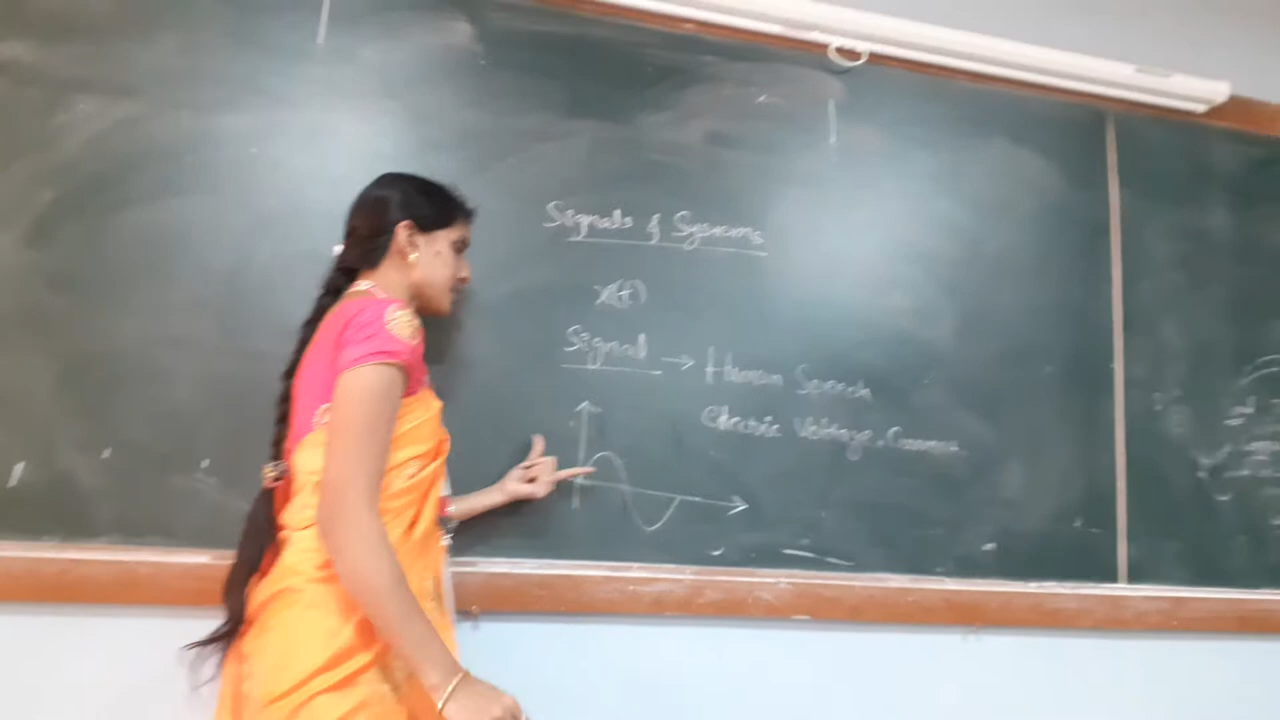 Signals & Systems
x(t)
Signal → Human Speech
Electric Voltage, Current